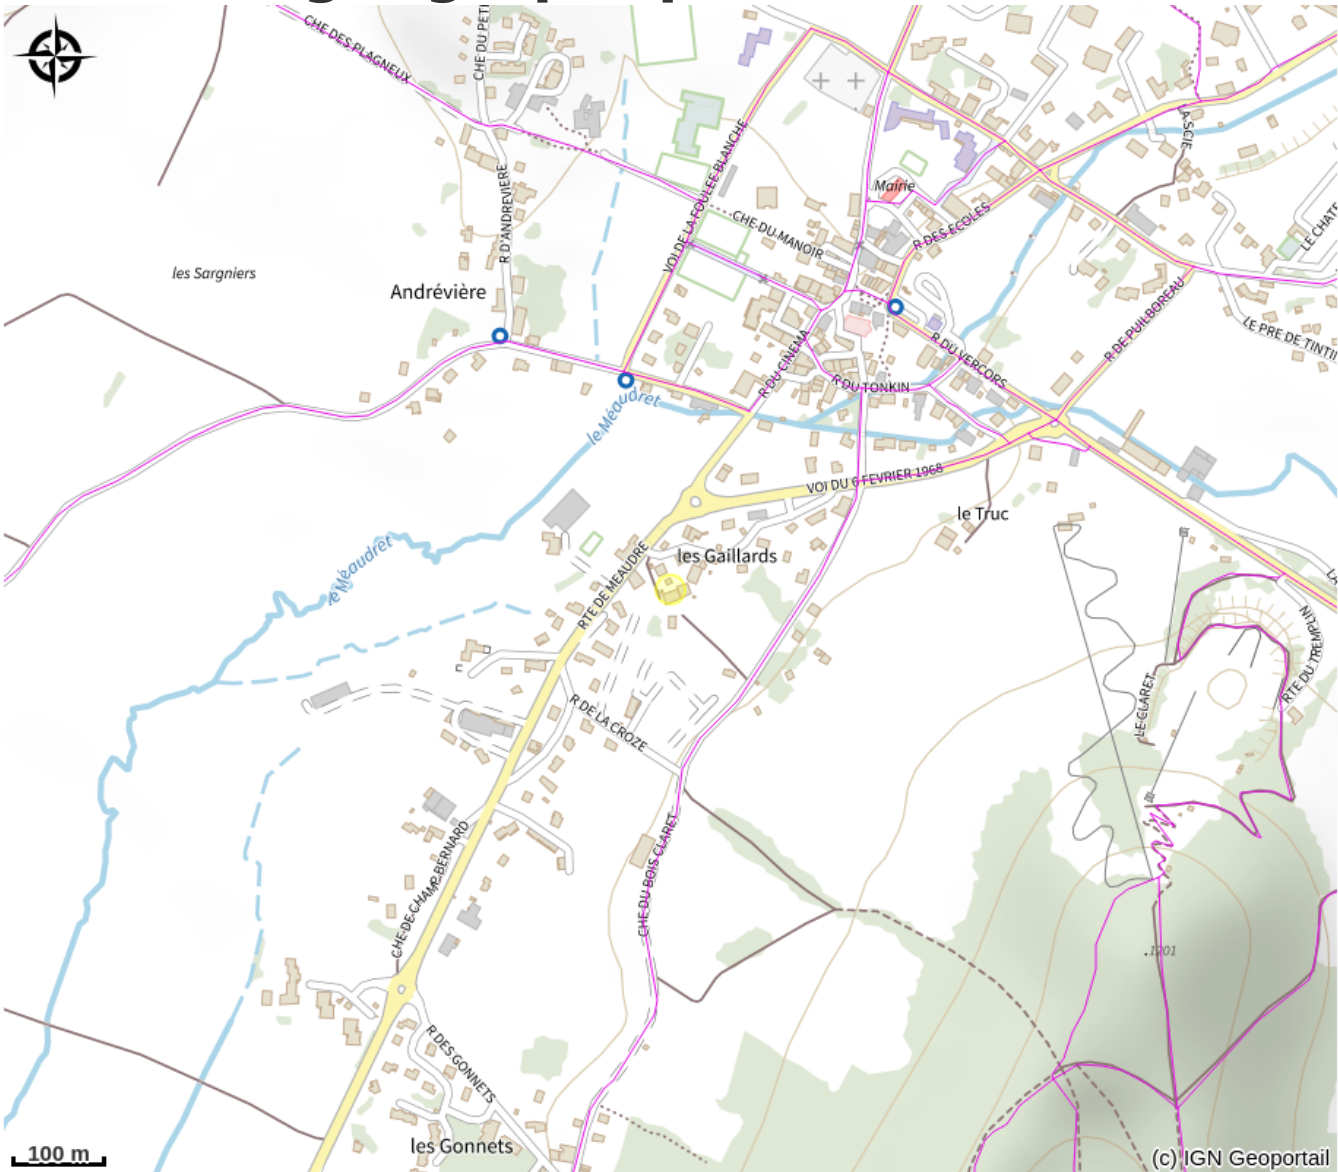 CHE DES PLAGNEUX
CHE DU PETI
VOI DE LA FOULEE BLANCHE
LA SCIE
Mairie
R D'ANDREVIERE
CHE DU MANOIR
R DES ECOLES
LE CHATE
les Sargniers
Andrévière
R DE PUILBOREAU
LE PRE DE TINTI
R DU CINEMA
R DU VERCORS
R DU TONKIN
le Méaudret
VOI DU 6 FEVRIER 1968
le Truc
les Gaillards
le Méaudret
RTE DE MEAUDRE
RTE DU TREMPLIN
LE CLARET
R DE LA CROZE
CHE DU BOIS CLARET
CHE DE CHAMP BERNARD
.1201
R DES GONNETS
les Gonnets
100 m
(c) IGN Geoportail